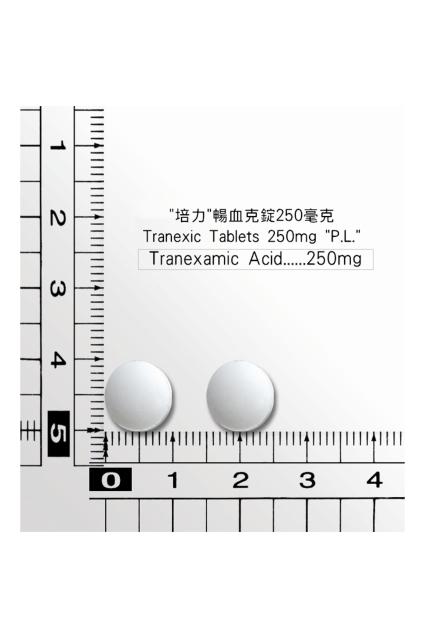 "培力"暢血克錠250毫克
Tranexic Tablets 250mg "P.L."
Tranexamic Acid......250mg
1
2
3
4
5
0 1 2 3 4